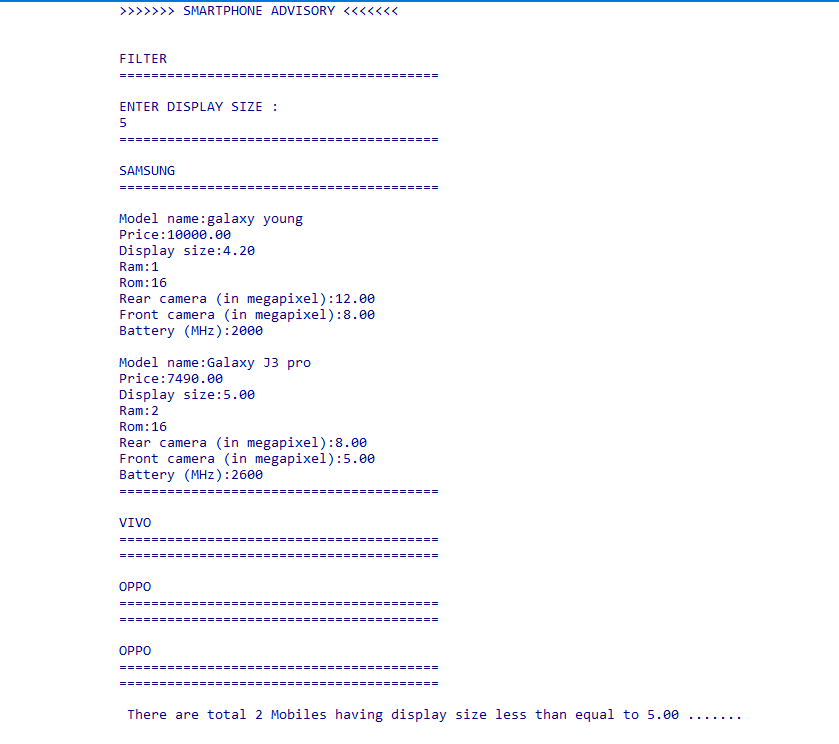 >>>>>>> SMARTPHONE ADVISORY <<<<<<<
FILTER
========================================
ENTER DISPLAY SIZE :
5
========================================
SAMSUNG
========================================
Model name:galaxy young
Price:10000.00
Display size:4.20
Ram:1
Rom:16
Rear camera (in megapixel):12.00
Front camera (in megapixel):8.00
Battery (MHz):2000
Model name:Galaxy J3 pro
Price:7490.00
Display size:5.00
Ram:2
Rom:16
Rear camera (in megapixel):8.00
Front camera (in megapixel):5.00
Battery (MHz):2600
========================================
VIVO
========================================
========================================
OPPO
========================================
========================================
OPPO
========================================
========================================
There are total 2 Mobiles having display size less than equal to 5.00 .......